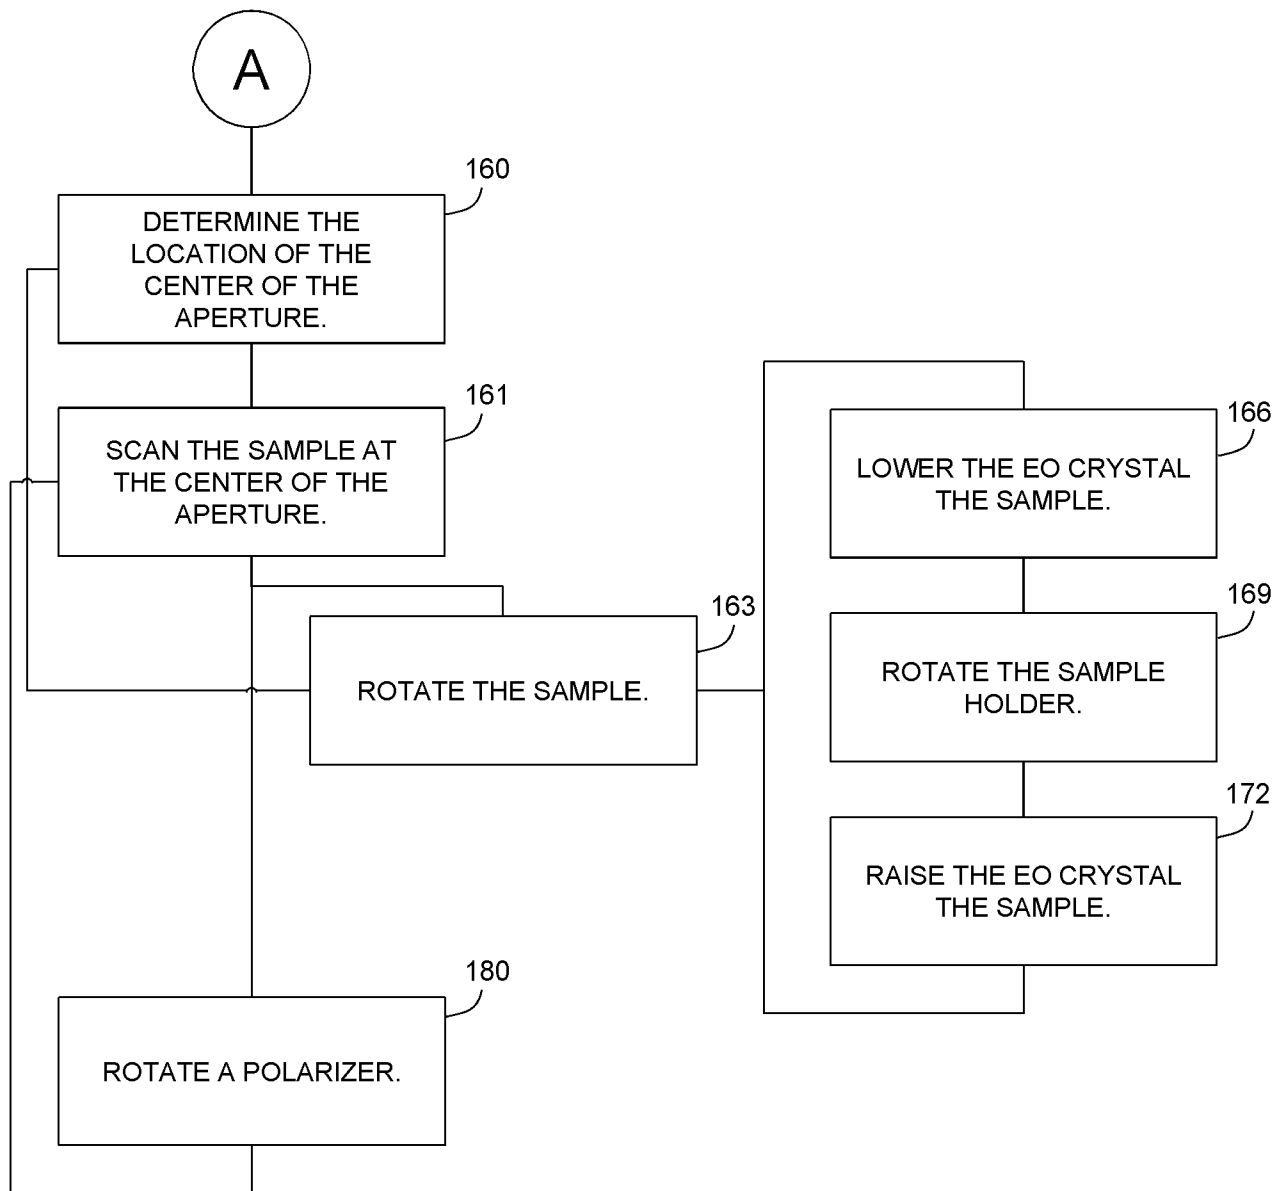 A
160
DETERMINE THE
LOCATION OF THE
CENTER OF THE
APERTURE.
161
SCAN THE SAMPLE AT
THE CENTER OF THE
APERTURE.
163
ROTATE THE SAMPLE.
166
LOWER THE EO CRYSTAL
THE SAMPLE.
169
ROTATE THE SAMPLE
HOLDER.
172
RAISE THE EO CRYSTAL
THE SAMPLE.
180
ROTATE A POLARIZER.